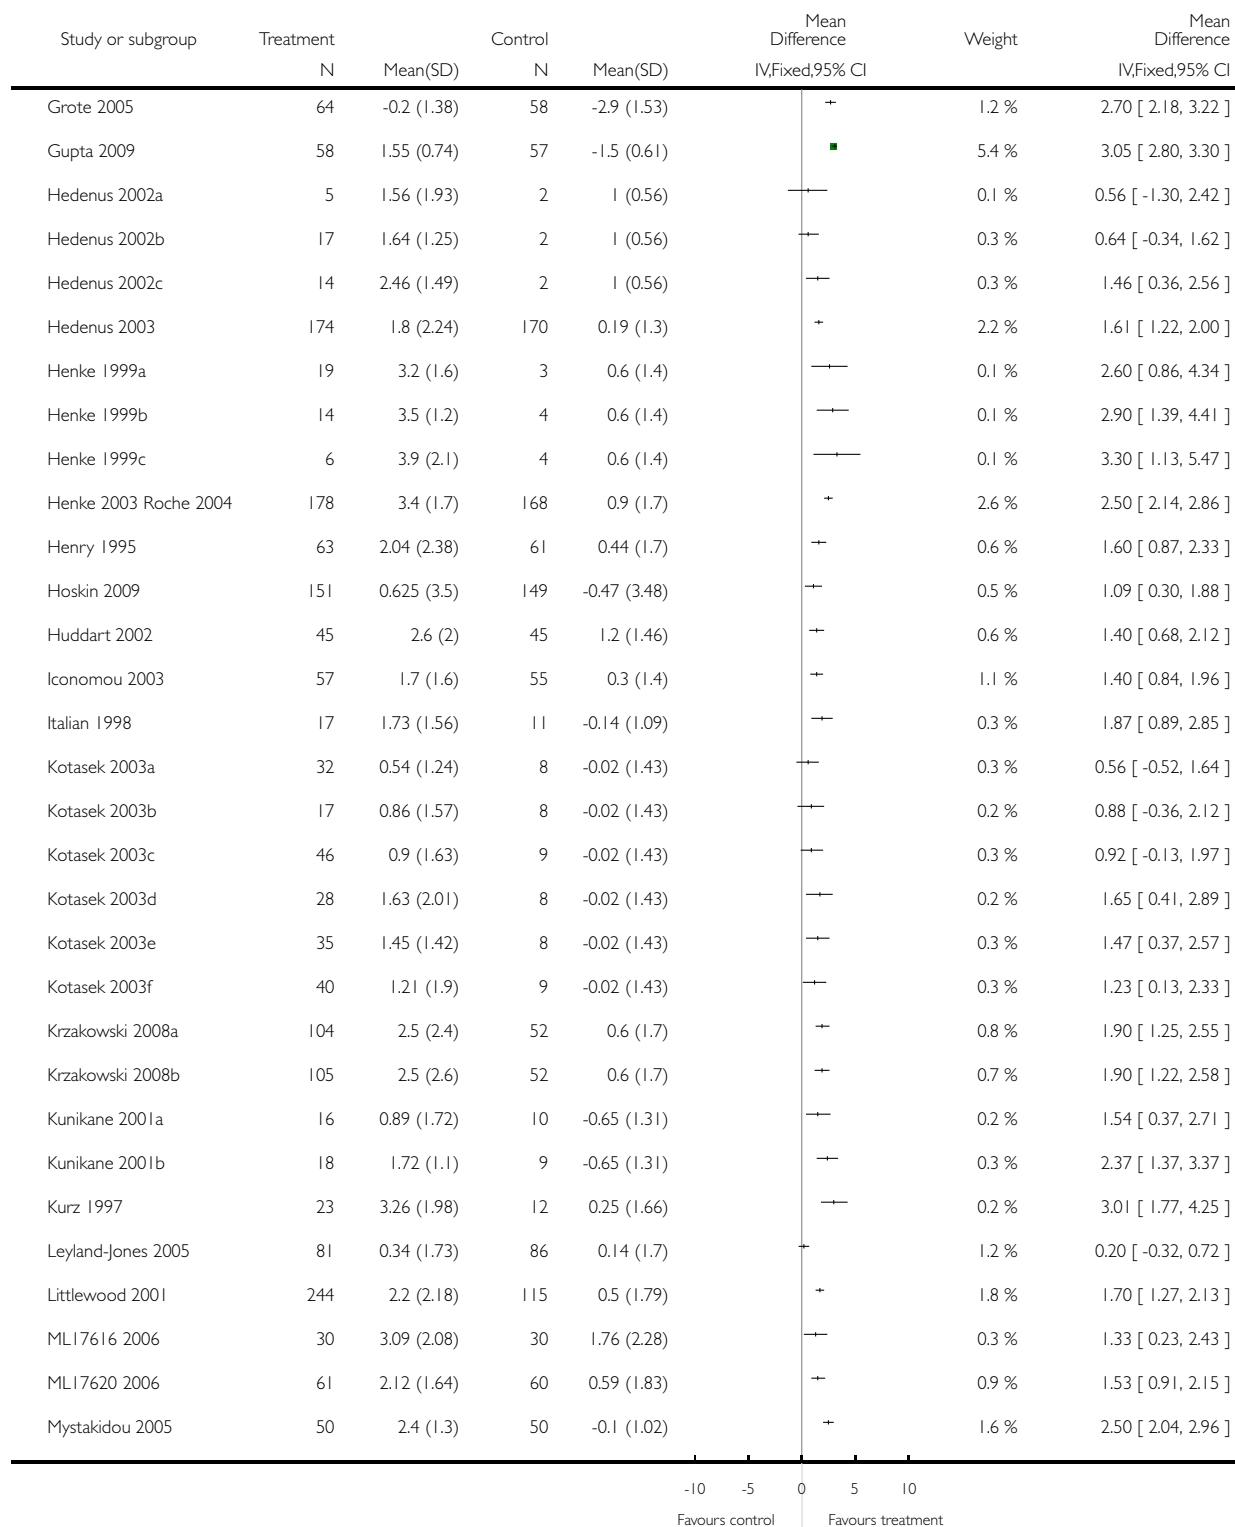 Mean Mean
Study or subgroup Treatment Control Difference Weight Difference
N Mean(SD) N Mean(SD) IV,Fixed,95% CI IV,Fixed,95% CI
Grote 2005 64 -0.2 (1.38) 58 -2.9 (1.53) 1.2 % 2.70 [ 2.18, 3.22 ]
Gupta 2009 58 1.55 (0.74) 57 -1.5 (0.61) 5.4 % 3.05 [ 2.80, 3.30 ]
Hedenus 2002a 5 1.56 (1.93) 2 1 (0.56) 0.1 % 0.56 [ -1.30, 2.42 ]
Hedenus 2002b 17 1.64 (1.25) 2 1 (0.56) 0.3 % 0.64 [ -0.34, 1.62 ]
Hedenus 2002c 14 2.46 (1.49) 2 1 (0.56) 0.3 % 1.46 [ 0.36, 2.56 ]
Hedenus 2003 174 1.8 (2.24) 170 0.19 (1.3) 2.2 % 1.61 [ 1.22, 2.00 ]
Henke 1999a 19 3.2 (1.6) 3 0.6 (1.4) 0.1 % 2.60 [ 0.86, 4.34 ]
Henke 1999b 14 3.5 (1.2) 4 0.6 (1.4) 0.1 % 2.90 [ 1.39, 4.41 ]
Henke 1999c 6 3.9 (2.1) 4 0.6 (1.4) 0.1 % 3.30 [ 1.13, 5.47 ]
Henke 2003 Roche 2004 178 3.4 (1.7) 168 0.9 (1.7) 2.6 % 2.50 [ 2.14, 2.86 ]
Henry 1995 63 2.04 (2.38) 61 0.44 (1.7) 0.6 % 1.60 [ 0.87, 2.33 ]
Hoskin 2009 151 0.625 (3.5) 149 -0.47 (3.48) 0.5 % 1.09 [ 0.30, 1.88 ]
Huddart 2002 45 2.6 (2) 45 1.2 (1.46) 0.6 % 1.40 [ 0.68, 2.12 ]
Iconomou 2003 57 1.7 (1.6) 55 0.3 (1.4) 1.1 % 1.40 [ 0.84, 1.96 ]
Italian 1998 17 1.73 (1.56) 11 -0.14 (1.09) 0.3 % 1.87 [ 0.89, 2.85 ]
Kotasek 2003a 32 0.54 (1.24) 8 -0.02 (1.43) 0.3 % 0.56 [ -0.52, 1.64 ]
Kotasek 2003b 17 0.86 (1.57) 8 -0.02 (1.43) 0.2 % 0.88 [ -0.36, 2.12 ]
Kotasek 2003c 46 0.9 (1.63) 9 -0.02 (1.43) 0.3 % 0.92 [ -0.13, 1.97 ]
Kotasek 2003d 28 1.63 (2.01) 8 -0.02 (1.43) 0.2 % 1.65 [ 0.41, 2.89 ]
Kotasek 2003e 35 1.45 (1.42) 8 -0.02 (1.43) 0.3 % 1.47 [ 0.37, 2.57 ]
Kotasek 2003f 40 1.21 (1.9) 9 -0.02 (1.43) 0.3 % 1.23 [ 0.13, 2.33 ]
Krzakowski 2008a 104 2.5 (2.4) 52 0.6 (1.7) 0.8 % 1.90 [ 1.25, 2.55 ]
Krzakowski 2008b 105 2.5 (2.6) 52 0.6 (1.7) 0.7 % 1.90 [ 1.22, 2.58 ]
Kunikane 2001a 16 0.89 (1.72) 10 -0.65 (1.31) 0.2 % 1.54 [ 0.37, 2.71 ]
Kunikane 2001b 18 1.72 (1.1) 9 -0.65 (1.31) 0.3 % 2.37 [ 1.37, 3.37 ]
Kurz 1997 23 3.26 (1.98) 12 0.25 (1.66) 0.2 % 3.01 [ 1.77, 4.25 ]
Leyland-Jones 2005 81 0.34 (1.73) 86 0.14 (1.7) 1.2 % 0.20 [ -0.32, 0.72 ]
Littlewood 2001 244 2.2 (2.18) 115 0.5 (1.79) 1.8 % 1.70 [ 1.27, 2.13 ]
ML17616 2006 30 3.09 (2.08) 30 1.76 (2.28) 0.3 % 1.33 [ 0.23, 2.43 ]
ML17620 2006 61 2.12 (1.64) 60 0.59 (1.83) 0.9 % 1.53 [ 0.91, 2.15 ]
Mystakidou 2005 50 2.4 (1.3) 50 -0.1 (1.02) 1.6 % 2.50 [ 2.04, 2.96 ]
-10 -5 0 5 10
Favours control Favours treatment